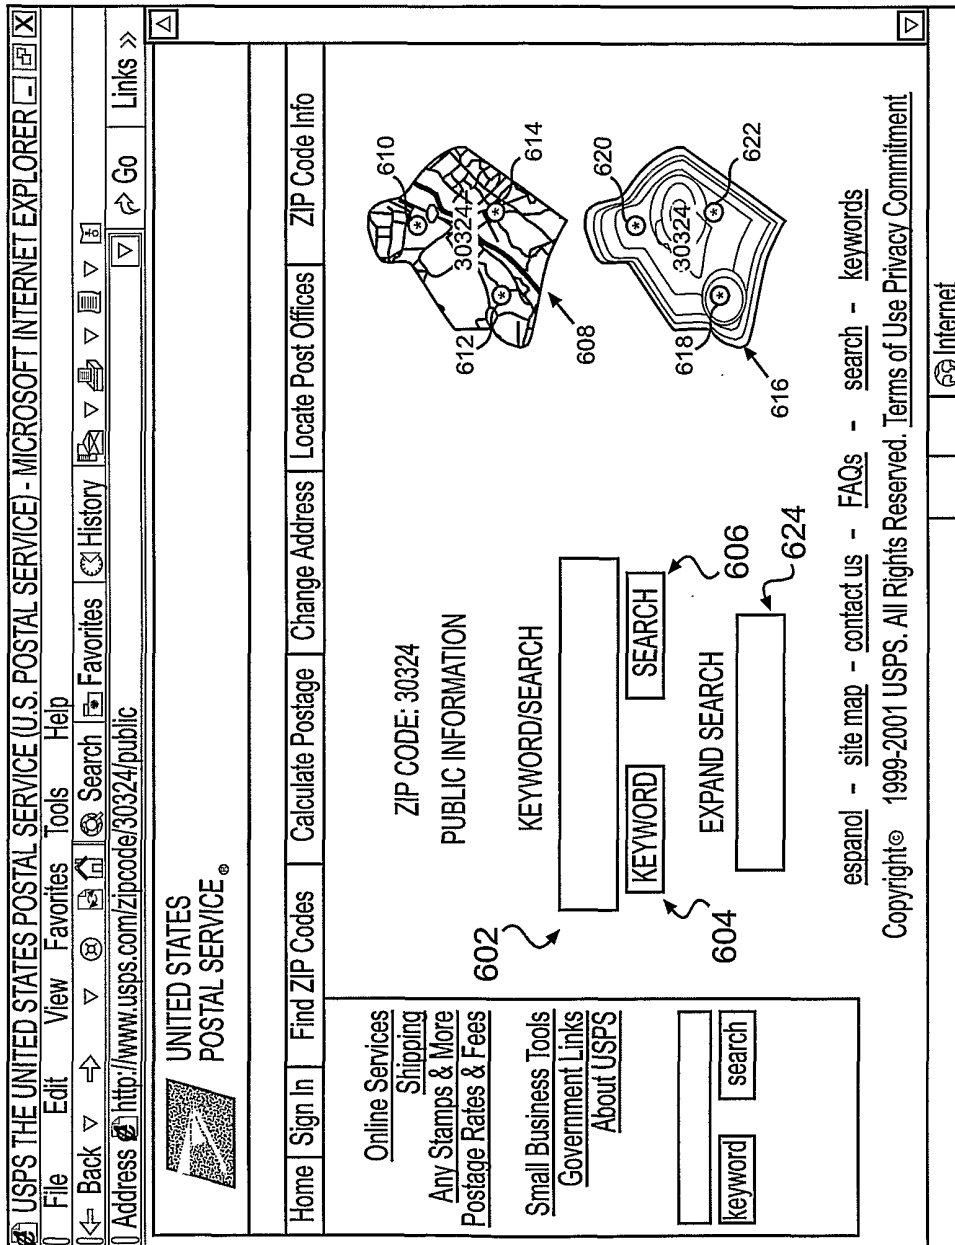 USPS THE UNITED STATES POSTAL SERVICE (U.S. POSTAL SERVICE) - MICROSOFT INTERNET EXPLORER
File Edit View Favorites Tools Help
Back Search Favorites History
Address http://www.usps.com/zipcode/30324/public Go Links »
UNITED STATES
POSTAL SERVICE®
Home Sign In Find ZIP Codes Calculate Postage Change Address Locate Post Offices ZIP Code Info
Online Services
Shipping
Any Stamps & More
Postage Rates & Fees
Small Business Tools
Government Links
About USPS
keyword search
ZIP CODE: 30324
PUBLIC INFORMATION
KEYWORD/SEARCH
602
KEYWORD SEARCH
604 606
EXPAND SEARCH
624
610
30324
612 614
608
620
30324
618 622
616
espanol - site map - contact us - FAQs - search - keywords
Copyright© 1999-2001 USPS. All Rights Reserved. Terms of Use Privacy Commitment
Internet